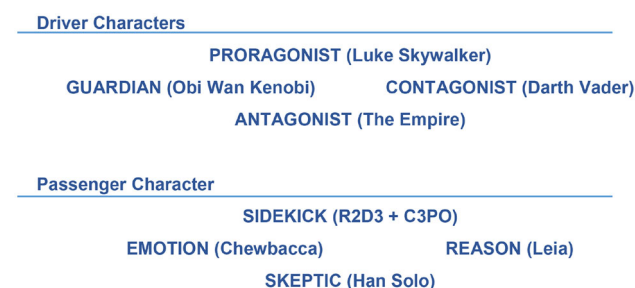 Driver Characters
PRORAGONIST (Luke Skywalker)
GUARDIAN (Obi Wan Kenobi) CONTAGONIST (Darth Vader)
ANTAGONIST (The Empire)
Passenger Character
SIDEKICK (R2D3 + C3PO)
EMOTION (Chewbacca) REASON (Leia)
SKEPTIC (Han Solo)